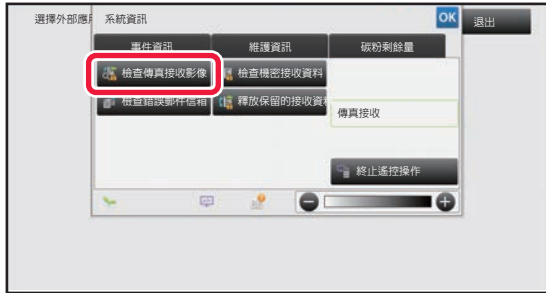 選擇外部應
系統資訊
OK
退出
事件資訊
維護資訊
碳粉剩餘量
檢查傳真接收影像
檢查機密接收資料
檢查錯誤郵件信箱
釋放保留的接收資
傳真接收
終止遙控操作